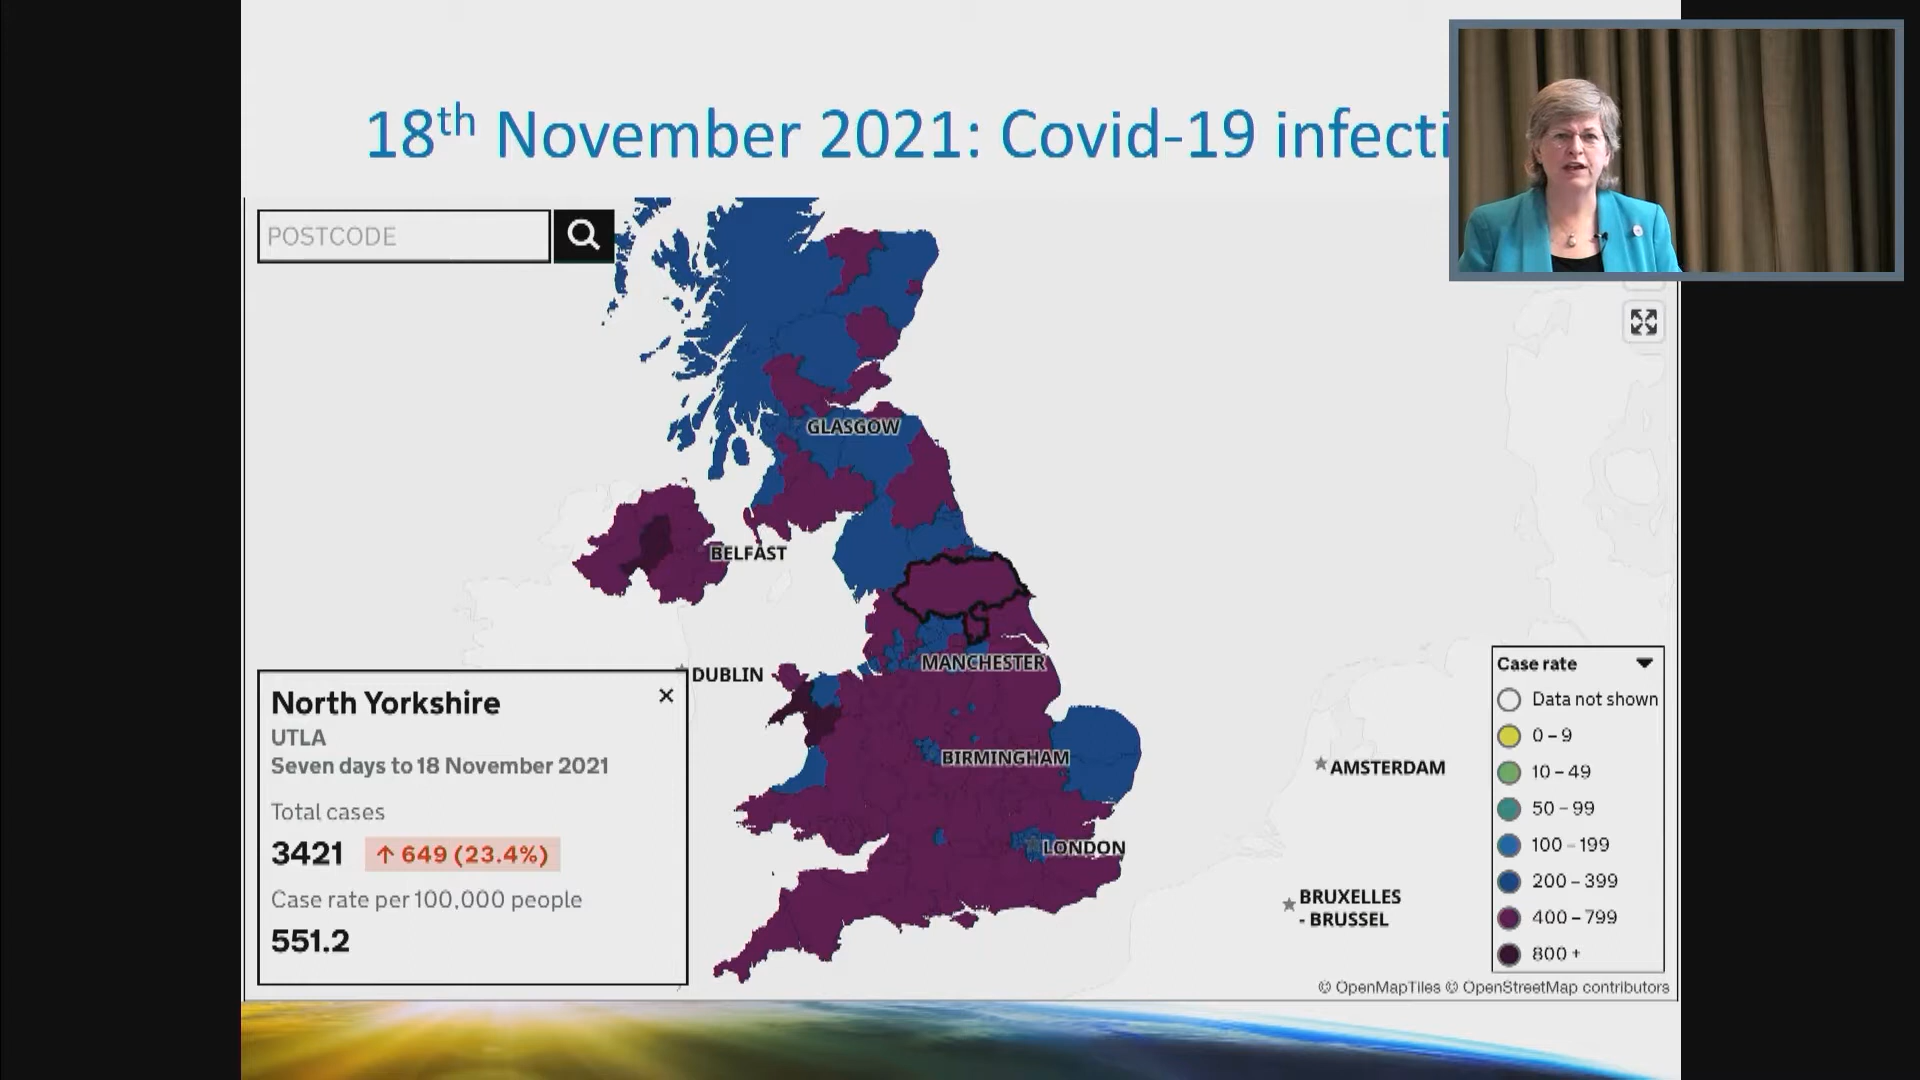 18th November 2021: Covid-19 infecti
POSTCODE
GLASGOW
BELFAST
MANCHESTER
DUBLIN
BIRMINGHAM
LONDON
AMSTERDAM
BRUXELLES
- BRUSSEL
North Yorkshire
UTLA
Seven days to 18 November 2021
Total cases
3421 ↑ 649 (23.4%)
Case rate per 100,000 people
551.2
Case rate
Data not shown
0 – 9
10 – 49
50 – 99
100 – 199
200 – 399
400 – 799
800 +
© OpenMapTiles © OpenStreetMap contributors